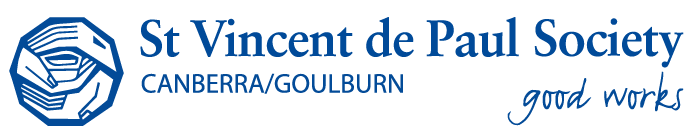 St Vincent de Paul Society
CANBERRA/GOULBURN
good works